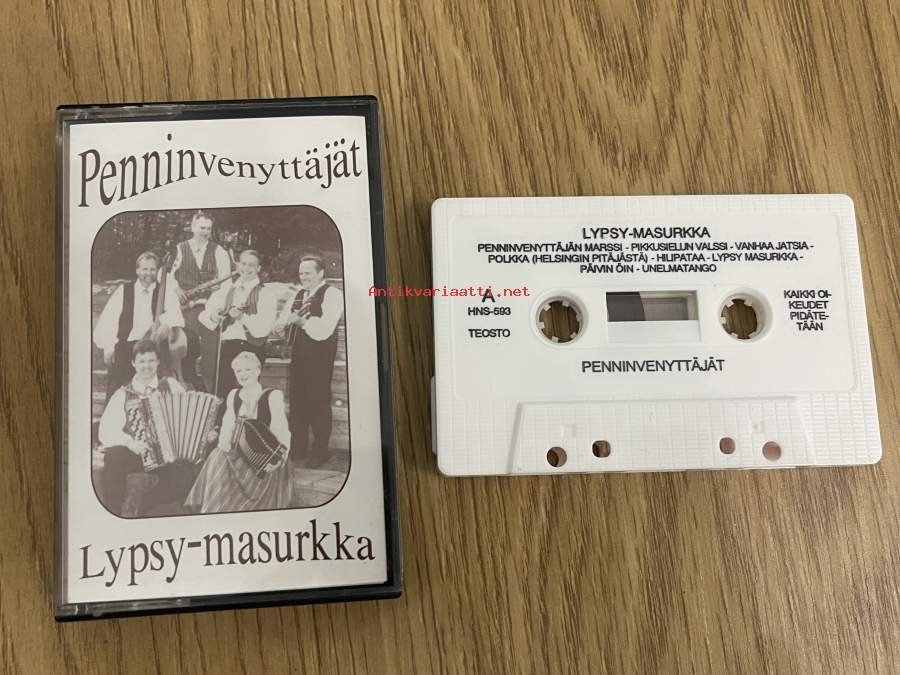 Penninvenyttäjät
Lypsy-masurkka
LYPSY-MASURKKA
PENNINVENYTTÄJÄN MARSSI - PIKKUSIELUN VALSSI - VANHAA JATSIA -
POLKKA (HELSINGIN PITÄJÄSTÄ) - HILIPATAA - LYPSY MASURKKA -
PÄIVIN ÖIN - UNELMATANGO
A
HNS-593
TEOSTO
KAIKKI OI-
KEUDET
PIDÄTE-
TÄÄN
PENNINVENYTTÄJÄT
Antikvariaatti.net